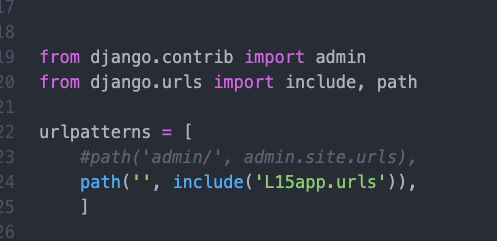 17
18
19 from django.contrib import admin
20 from django.urls import include, path
21
22 urlpatterns = [
23     #path('admin/', admin.site.urls),
24     path('', include('L15app.urls')),
25     ]
26